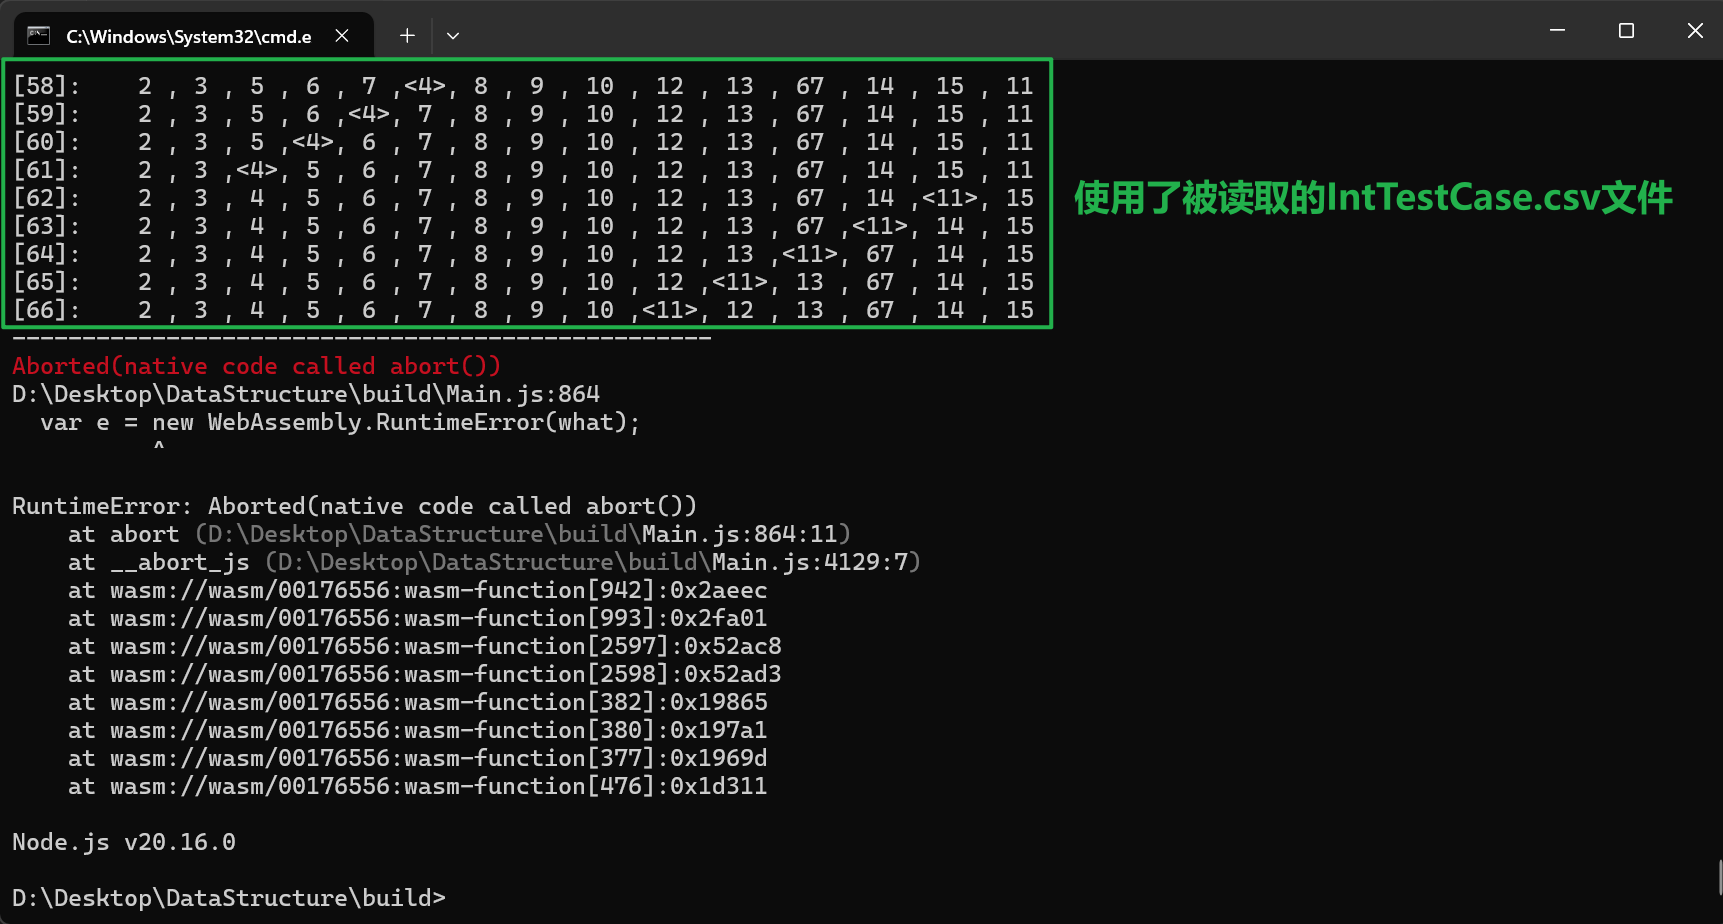 C:\Windows\System32\cmd.e
[58]:    2 , 3 , 5 , 6 , 7 ,<4>, 8 , 9 , 10 , 12 , 13 , 67 , 14 , 15 , 11
[59]:    2 , 3 , 5 , 6 ,<4>, 7 , 8 , 9 , 10 , 12 , 13 , 67 , 14 , 15 , 11
[60]:    2 , 3 , 5 ,<4>, 6 , 7 , 8 , 9 , 10 , 12 , 13 , 67 , 14 , 15 , 11
[61]:    2 , 3 ,<4>, 5 , 6 , 7 , 8 , 9 , 10 , 12 , 13 , 67 , 14 , 15 , 11
[62]:    2 , 3 , 4 , 5 , 6 , 7 , 8 , 9 , 10 , 12 , 13 , 67 , 14 ,<11>, 15
使用了被读取的IntTestCase.csv文件
[63]:    2 , 3 , 4 , 5 , 6 , 7 , 8 , 9 , 10 , 12 , 13 , 67 ,<11>, 14 , 15
[64]:    2 , 3 , 4 , 5 , 6 , 7 , 8 , 9 , 10 , 12 , 13 ,<11>, 67 , 14 , 15
[65]:    2 , 3 , 4 , 5 , 6 , 7 , 8 , 9 , 10 , 12 ,<11>, 13 , 67 , 14 , 15
[66]:    2 , 3 , 4 , 5 , 6 , 7 , 8 , 9 , 10 ,<11>, 12 , 13 , 67 , 14 , 15
--------------------------------------------------
Aborted(native code called abort())
D:\Desktop\DataStructure\build\Main.js:864
  var e = new WebAssembly.RuntimeError(what);
          ^
RuntimeError: Aborted(native code called abort())
    at abort (D:\Desktop\DataStructure\build\Main.js:864:11)
    at __abort_js (D:\Desktop\DataStructure\build\Main.js:4129:7)
    at wasm://wasm/00176556:wasm-function[942]:0x2aeec
    at wasm://wasm/00176556:wasm-function[993]:0x2fa01
    at wasm://wasm/00176556:wasm-function[2597]:0x52ac8
    at wasm://wasm/00176556:wasm-function[2598]:0x52ad3
    at wasm://wasm/00176556:wasm-function[382]:0x19865
    at wasm://wasm/00176556:wasm-function[380]:0x197a1
    at wasm://wasm/00176556:wasm-function[377]:0x1969d
    at wasm://wasm/00176556:wasm-function[476]:0x1d311
Node.js v20.16.0
D:\Desktop\DataStructure\build>